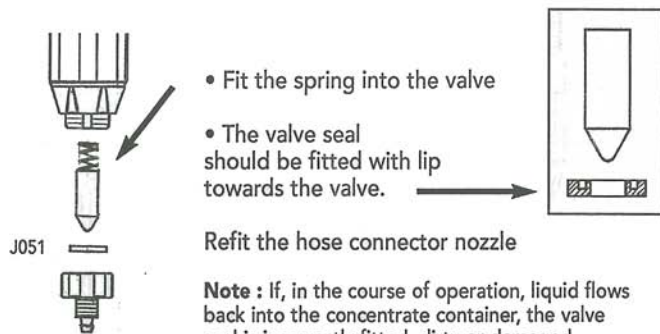 • Fit the spring into the valve
• The valve seal
should be fitted with lip
towards the valve.
J051
Refit the hose connector nozzle
Note : If, in the course of operation, liquid flows
back into the concentrate container, the valve